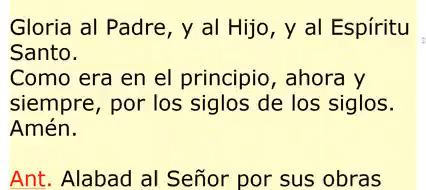 Gloria al Padre, y al Hijo, y al Espíritu
Santo.
Como era en el principio, ahora y
siempre, por los siglos de los siglos.
Amén.
Ant. Alabad al Señor por sus obras